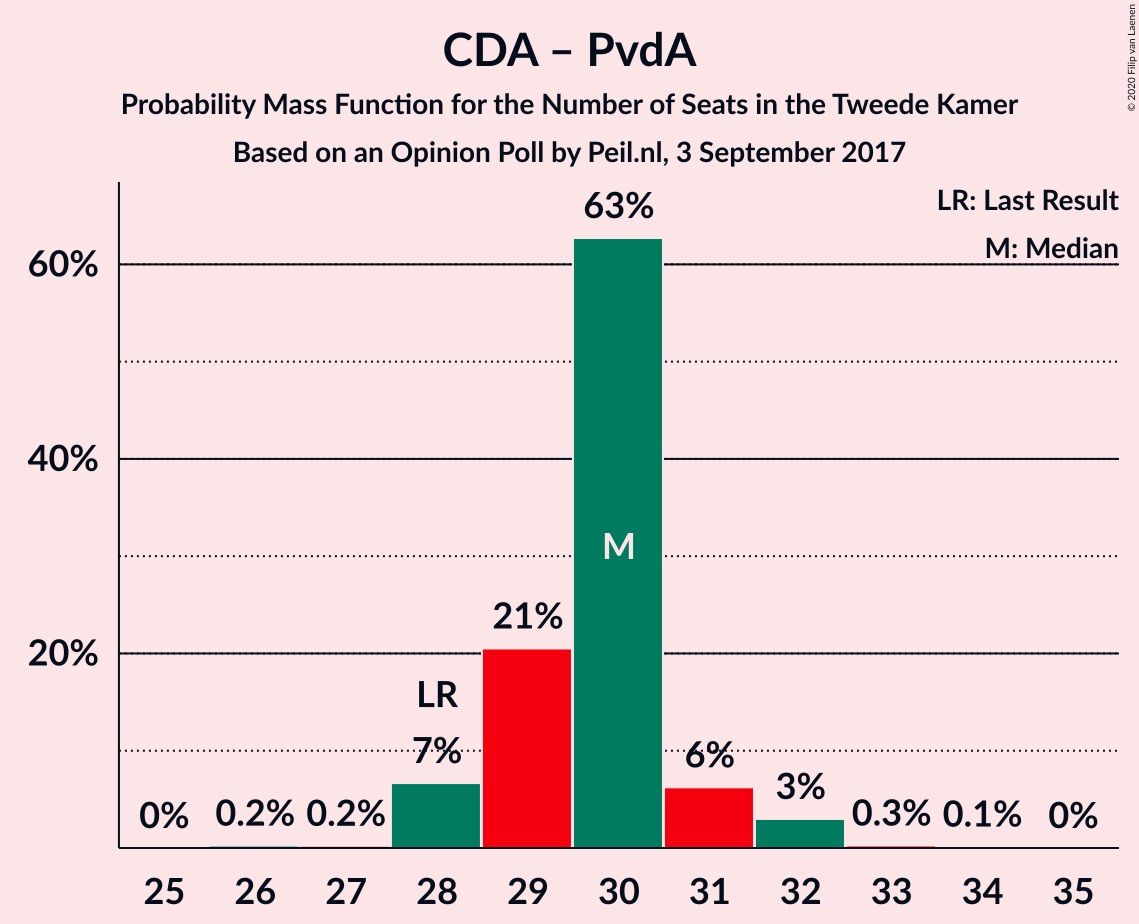 CDA – PvdA
Probability Mass Function for the Number of Seats in the Tweede Kamer
Based on an Opinion Poll by Peil.nl, 3 September 2017
© 2020 Filip van Laenen
LR: Last Result
M: Median
60%
40%
20%
0%
0.2%
0.2%
LR
7%
21%
63%
M
6%
3%
0.3%
0.1%
0%
25 26 27 28 29 30 31 32 33 34 35